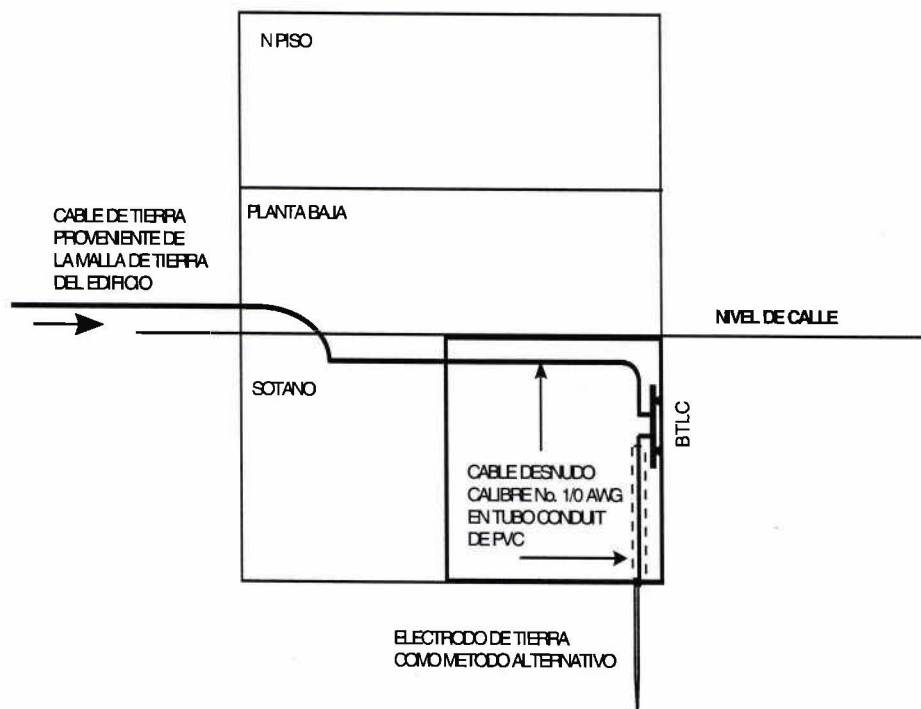 N PISO
PLANTA BAJA
CABLE DE TIERRA
PROVENIENTE DE
LA MALLA DE TIERRA
DEL EDIFICIO
NIVEL DE CALLE
SOTANO
BTLC
CABLE DESNUDO
CALIBRE No. 1/0 AWG
EN TUBO CONDUIT
DE PVC
ELECTRODO DE TIERRA
COMO METODO ALTERNATIVO